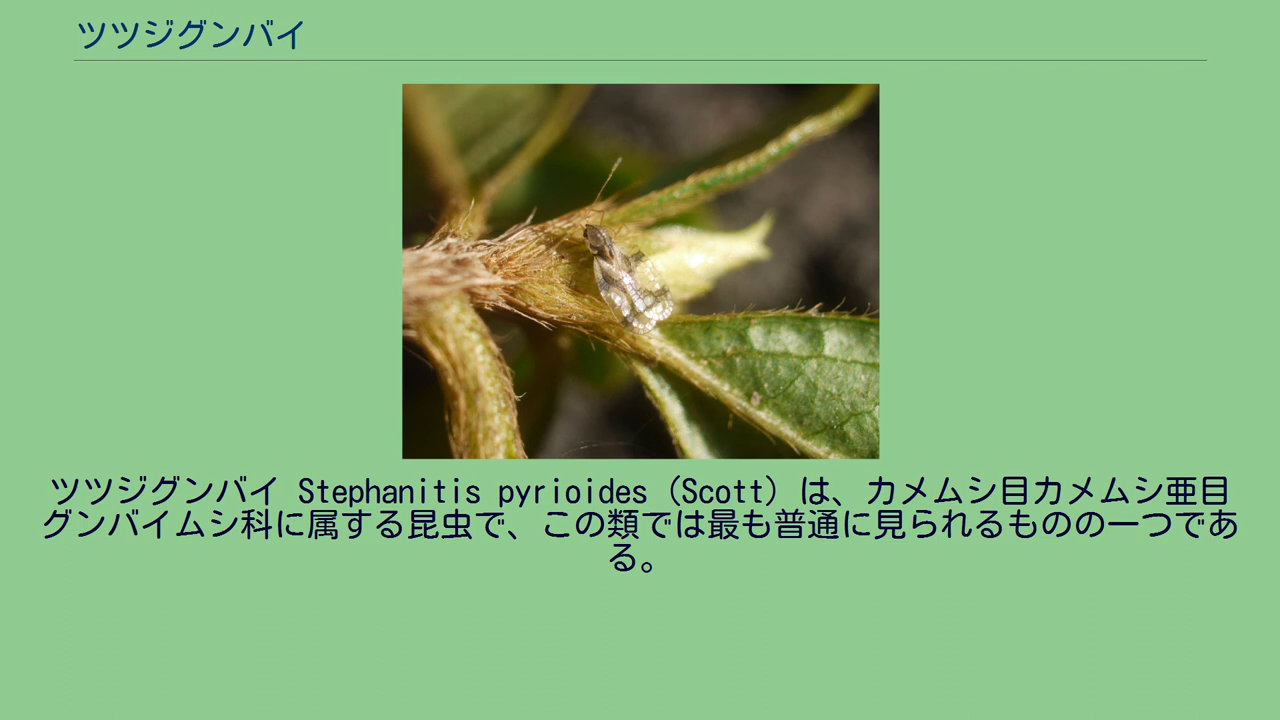 ツツジグンバイ
ツツジグンバイ Stephanitis pyrioides (Scott) は、カメムシ目カメムシ亜目
グンバイムシ科に属する昆虫で、この類では最も普通に見られるものの一つであ
る。